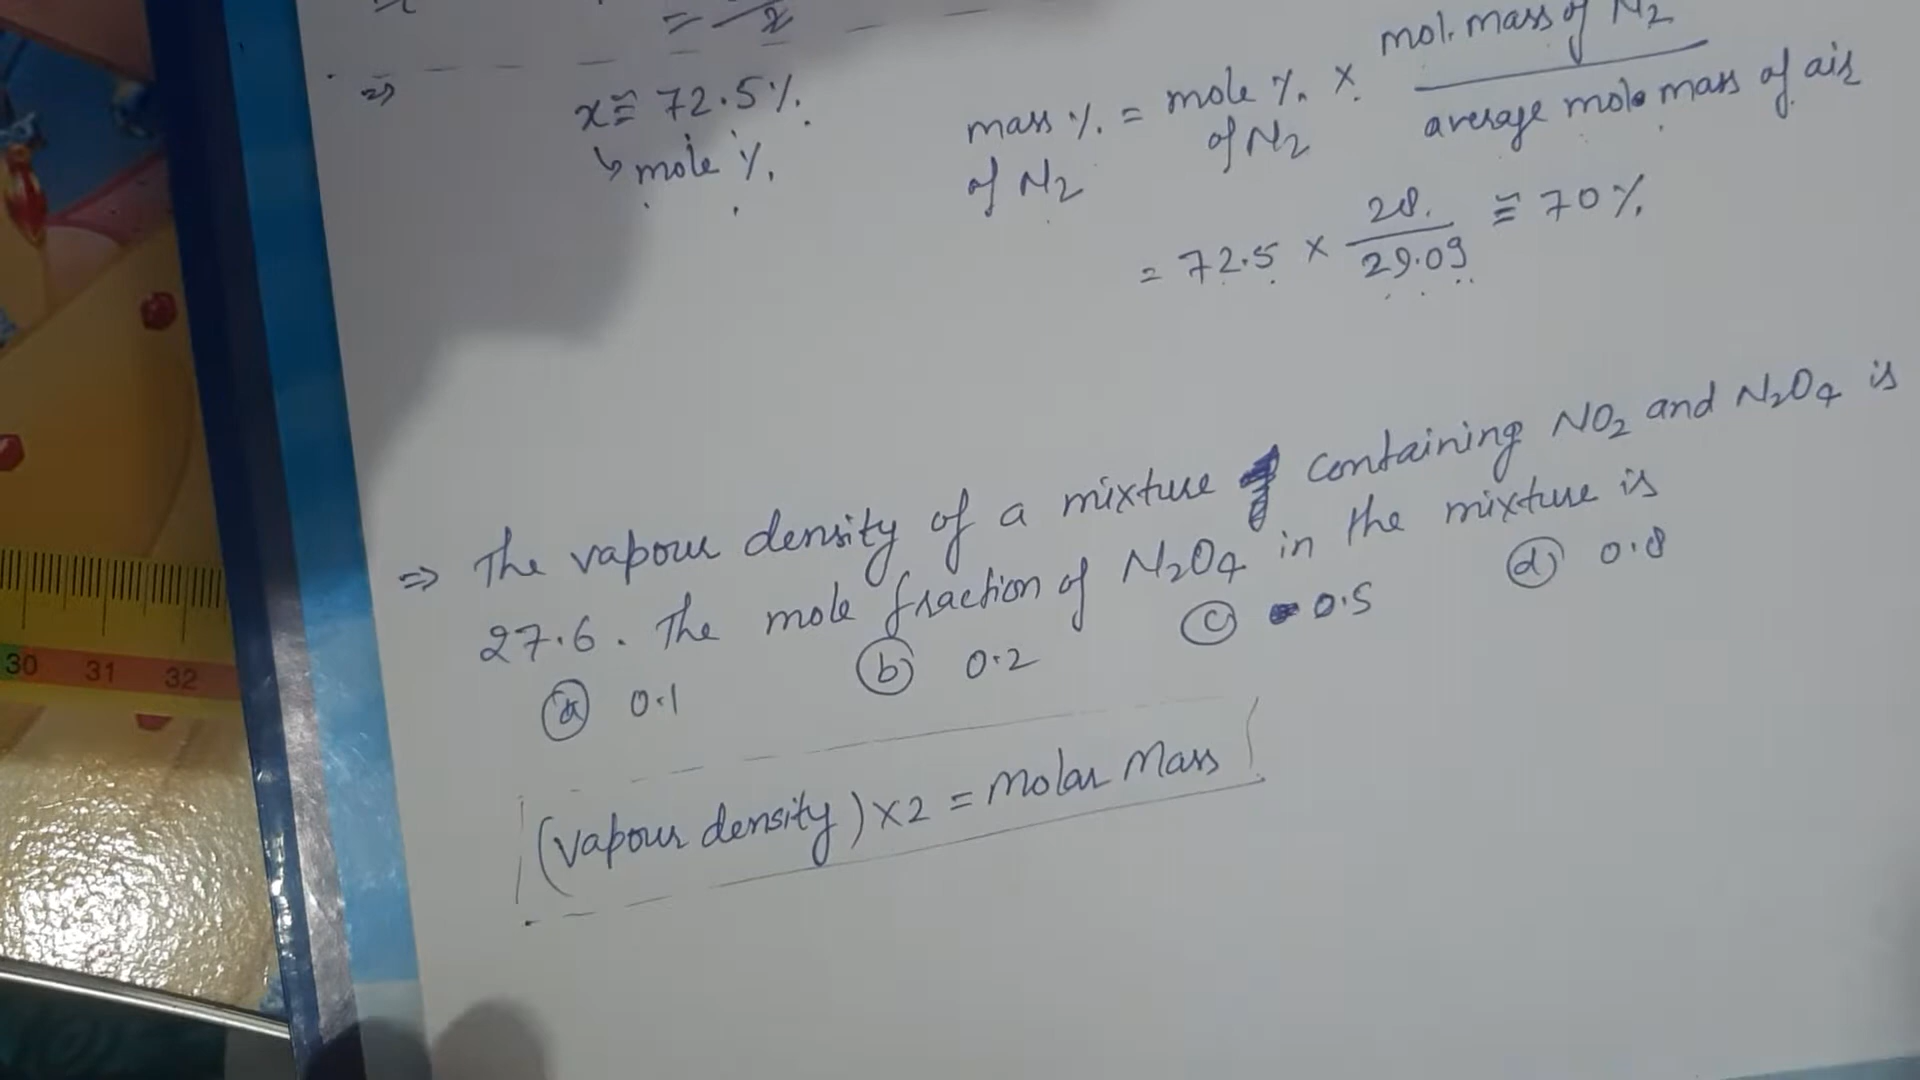 = x
⇒ x ≅ 72.5%.
↳ mole %.
mass %. of N2 = mole %. of N2 × mol. mass of N2 / average mole mass of air
= 72.5 × 28. / 29.09 ≅ 70%.
⇒ The vapour density of a mixture containing NO2 and N2O4 is
27.6. The mole fraction of N2O4 in the mixture is
(a) 0.1 (b) 0.2 (c) 0.5 (d) 0.8
(vapour density) × 2 = Molar Mass
30 31 32